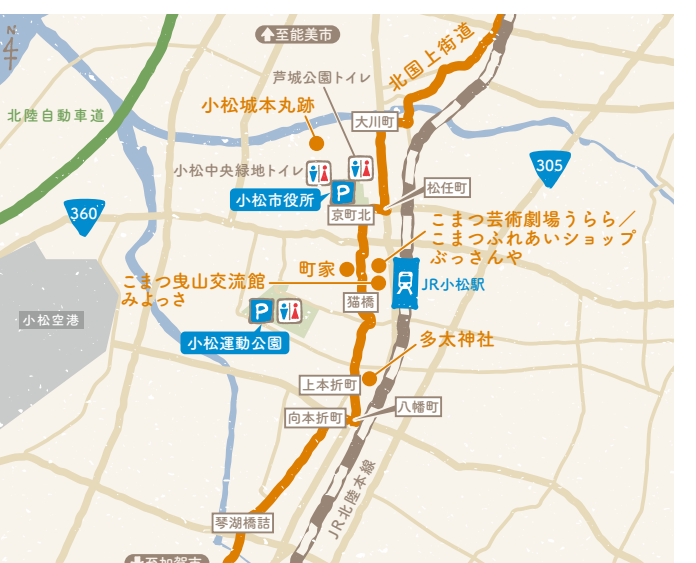 N
至能美市
北国上街道
芦城公園トイレ
小松城本丸跡
北陸自動車道
大川町
小松中央緑地トイレ
305
P
松任町
小松市役所
360
京町北
こまつ芸術劇場うらら／
こまつふれあいショップ
ぶっさんや
町家
こまつ曳山交流館
みよっさ
JR小松駅
猫橋
P
小松空港
小松運動公園
多太神社
上本折町
八幡町
向本折町
JR北陸本線
琴湖橋詰
至加賀市